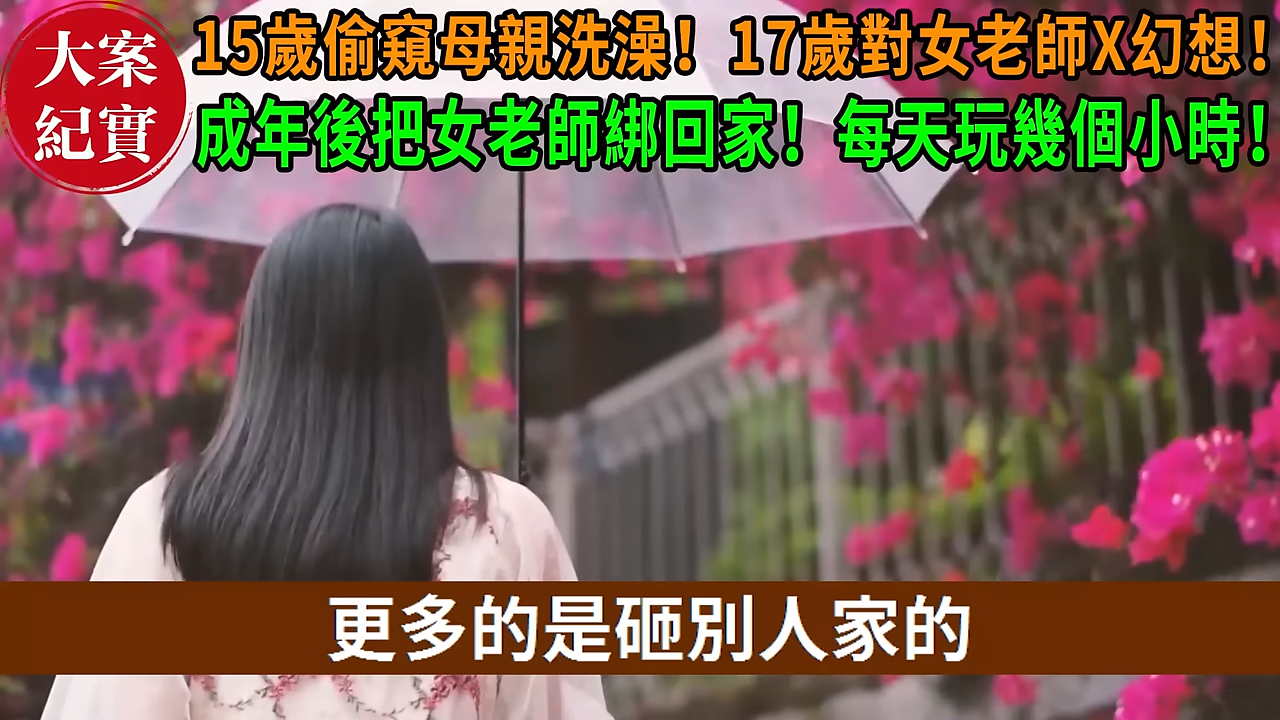 大案
紀實
15歲偷窺母親洗澡！17歲對女老師X幻想！
成年後把女老師綁回家！每天玩幾個小時！
更多的是砸別人家的